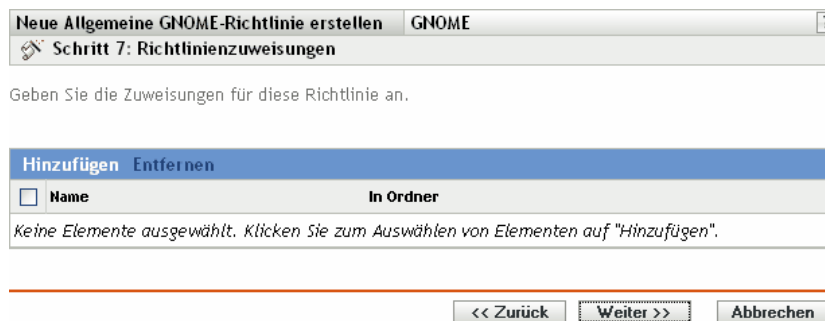 Neue Allgemeine GNOME-Richtlinie erstellen GNOME
Schritt 7: Richtlinienzuweisungen
Geben Sie die Zuweisungen für diese Richtlinie an.
Hinzufügen Entfernen
Name In Ordner
Keine Elemente ausgewählt. Klicken Sie zum Auswählen von Elementen auf "Hinzufügen".
<< Zurück Weiter >> Abbrechen